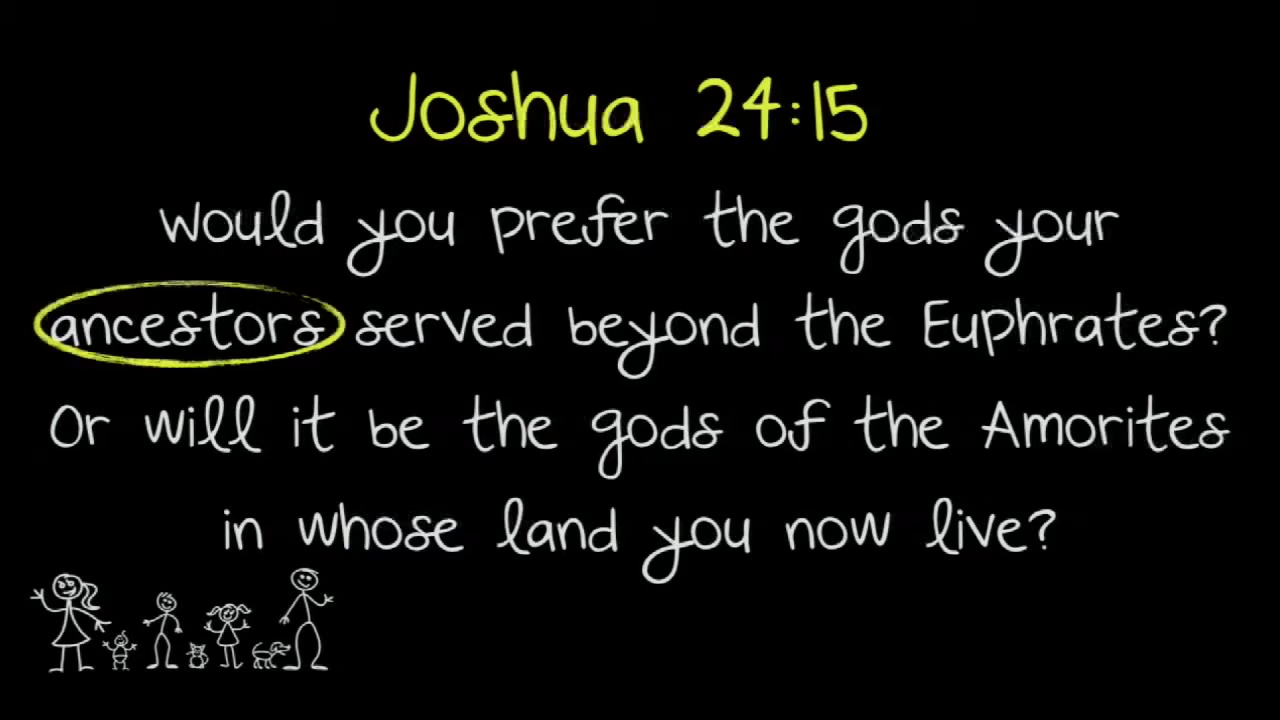 Joshua 24:15
Would you prefer the gods your
ancestors served beyond the Euphrates?
Or will it be the gods of the Amorites
in whose land you now live?